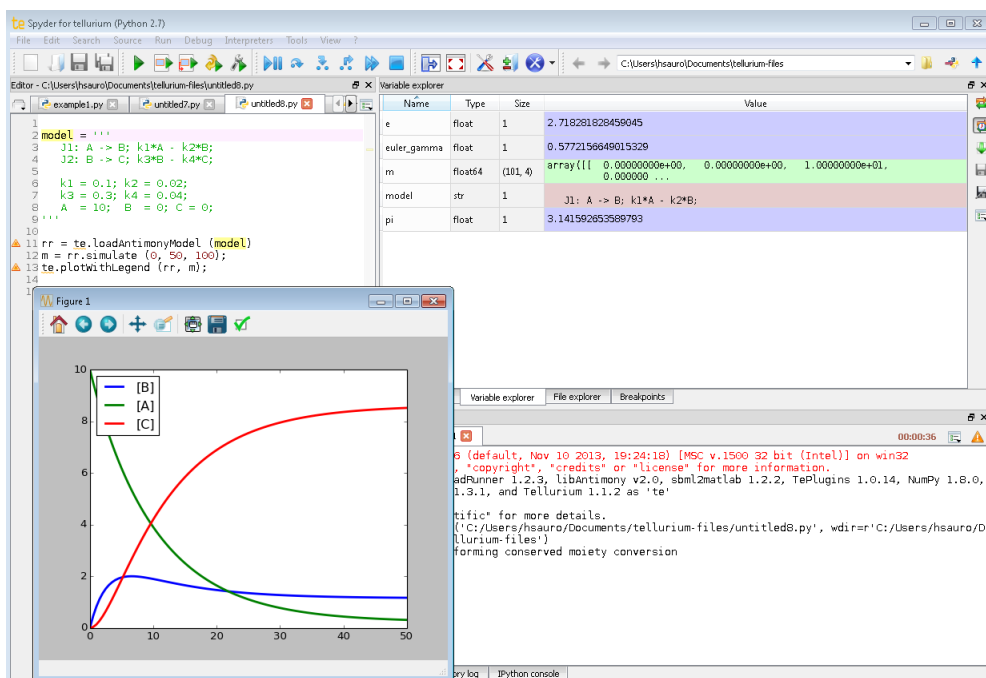 Spyder for tellurium (Python 2.7)
File Edit Search Source Run Debug Interpreters Tools View ?
C:\Users\hsauro\Documents\tellurium-files
Editor - C:\Users\hsauro\Documents\tellurium-files\untitled8.py
example1.py untitled7.py untitled8.py
1
2 model = '''
3 J1: A -> B; k1*A - k2*B;
4 J2: B -> C; k3*B - k4*C;
5
6 k1 = 0.1; k2 = 0.02;
7 k3 = 0.3; k4 = 0.04;
8 A = 10; B = 0; C = 0;
9 '''
10
11 rr = te.loadAntimonyModel (model)
12 m = rr.simulate (0, 50, 100);
13 te.plotWithLegend (rr, m);
14
Variable explorer
Name Type Size Value
e float 1 2.718281828459045
euler_gamma float 1 0.5772156649015329
m float64 (101, 4) array([[ 0.00000000e+00, 0.00000000e+00, 1.00000000e+01,
0.000000 ...
model str 1 J1: A -> B; k1*A - k2*B;
pi float 1 3.141592653589793
Variable explorer File explorer Breakpoints
Figure 1
[B]
[A]
[C]
10
8
6
4
2
0
0 10 20 30 40 50
00:00:36
6 (default, Nov 10 2013, 19:24:18) [MSC v.1500 32 bit (Intel)] on win32
, "copyright", "credits" or "license" for more information.
adRunner 1.2.3, libAntimony v2.0, sbml2matlab 1.2.2, TePlugins 1.0.14, NumPy 1.8.0,
1.3.1, and Tellurium 1.1.2 as 'te'
tific" for more details.
('C:/Users/hsauro/Documents/tellurium-files/untitled8.py', wdir=r'C:/Users/hsauro/D
llurium-files')
forming conserved moiety conversion
ory log IPython console